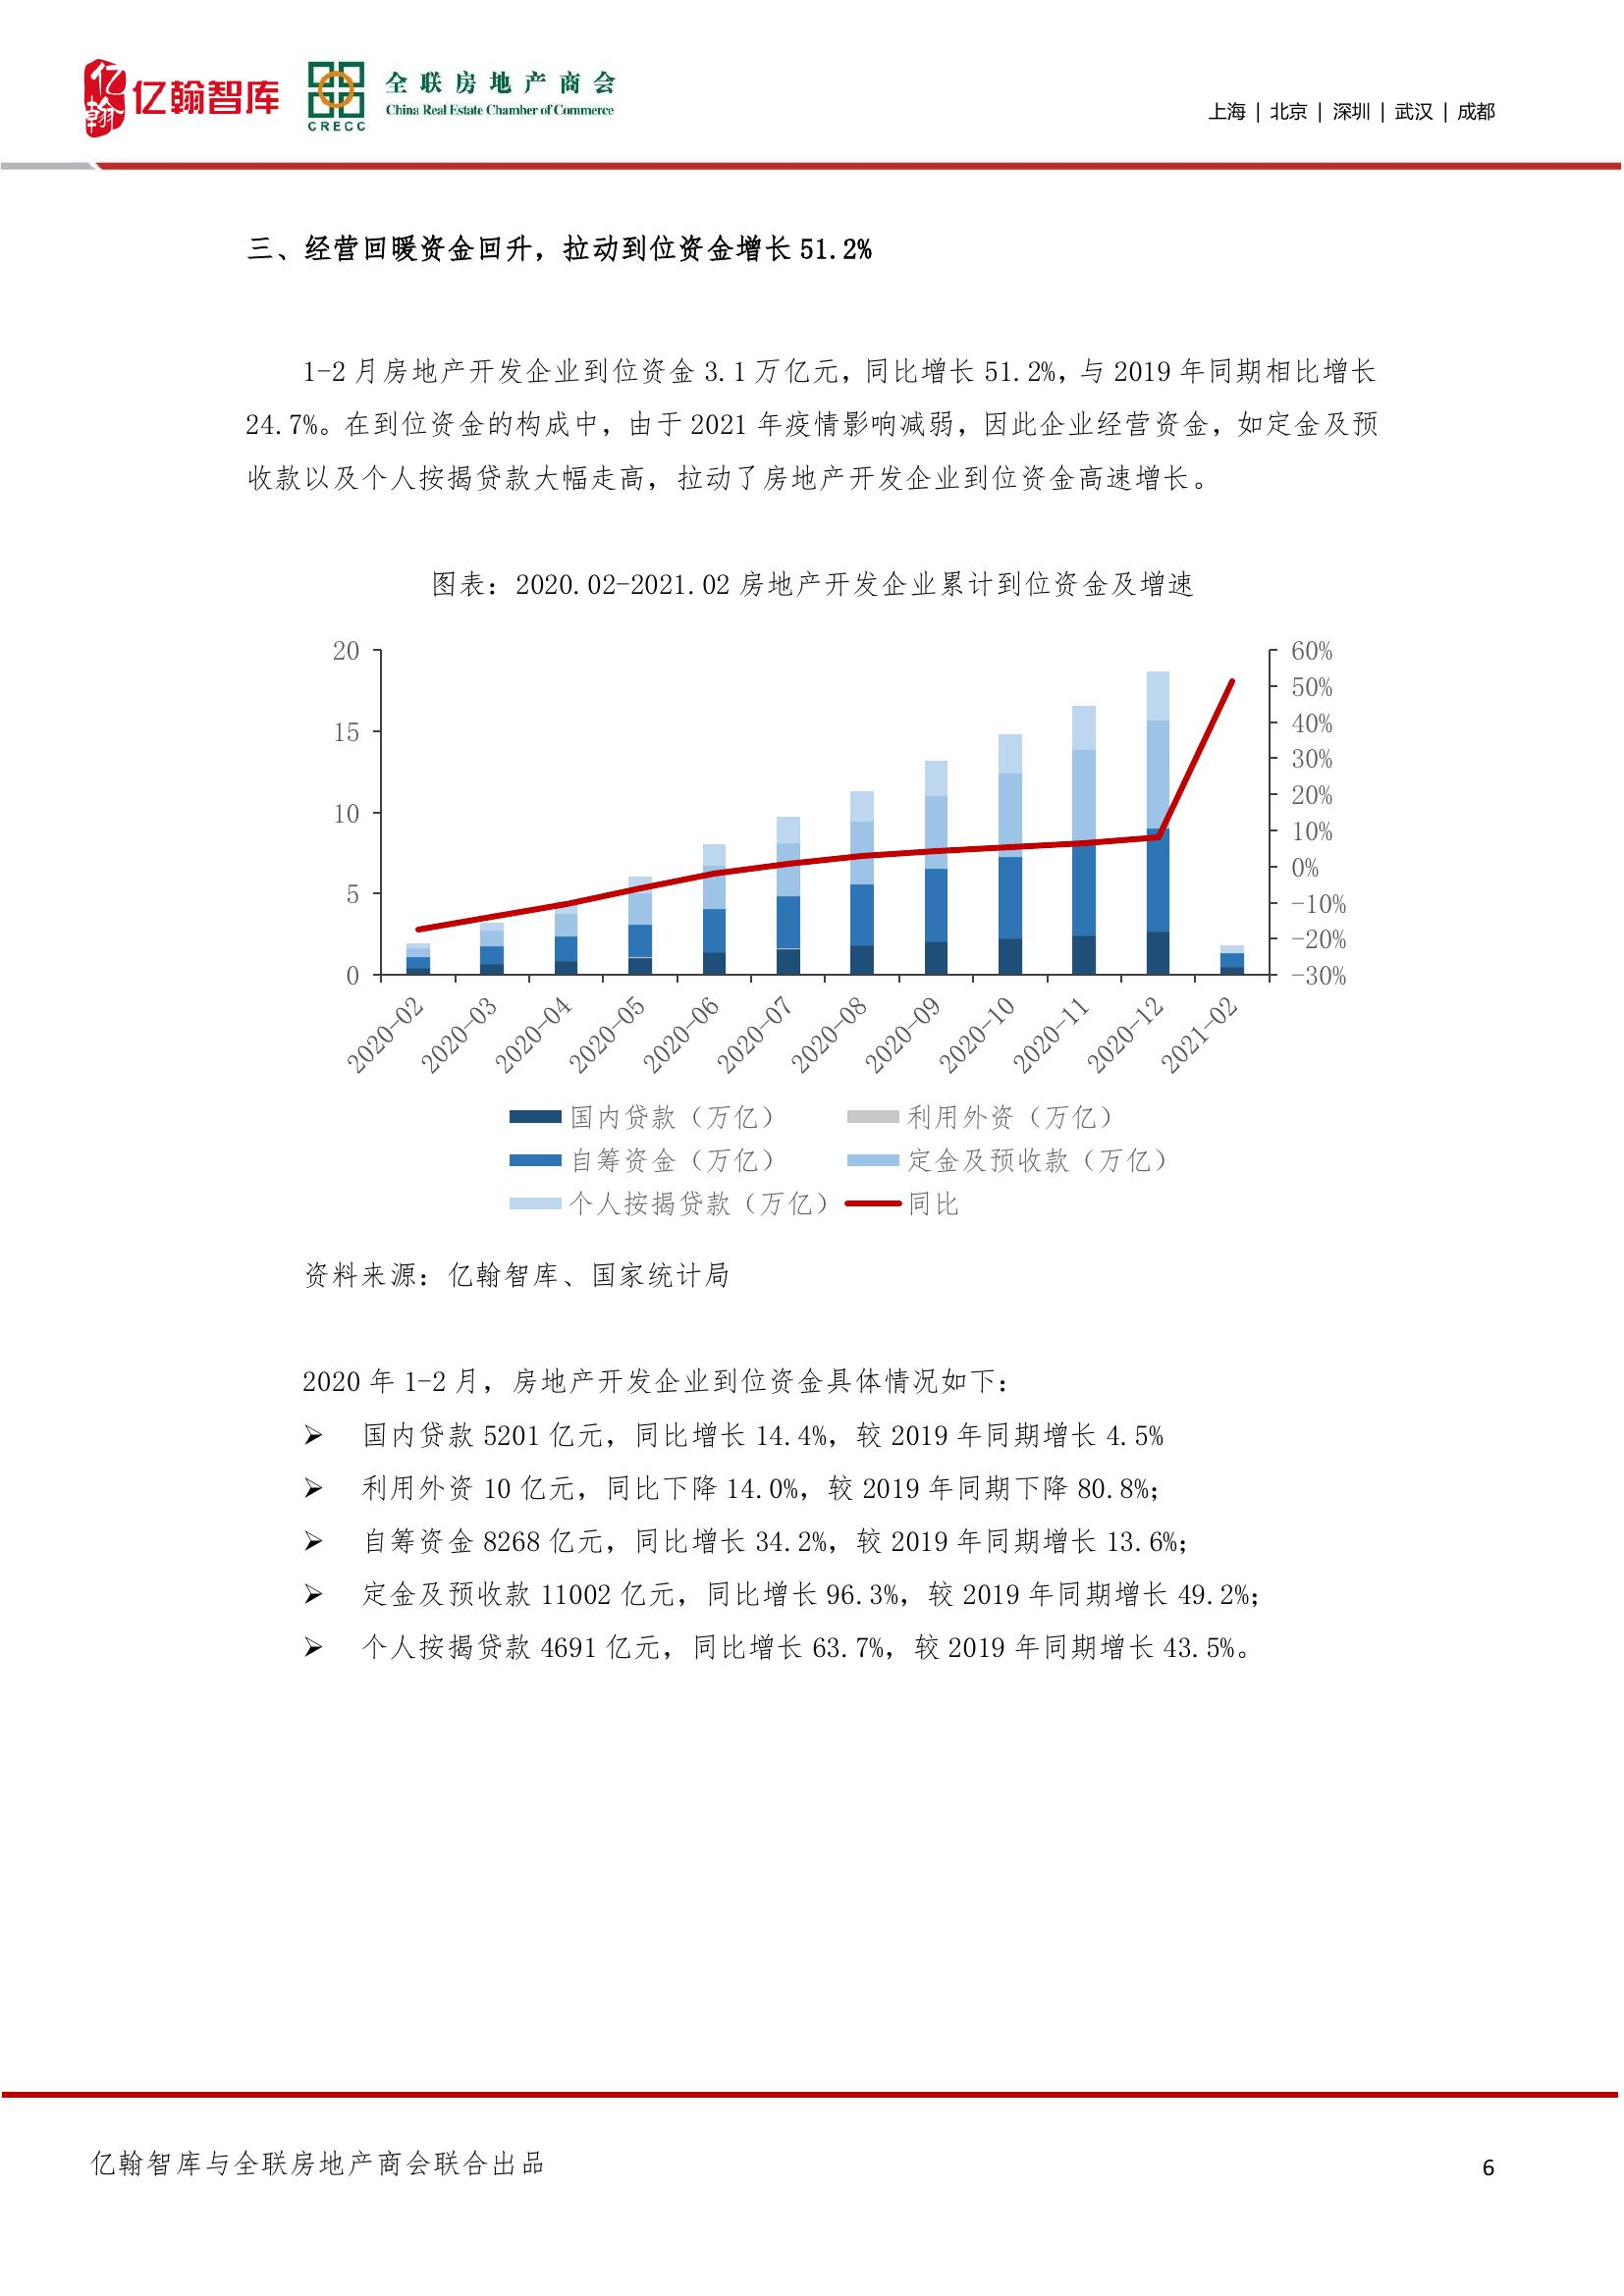 亿翰
亿翰智库
CRECC
全联房地产商会
China Real Estate Chamber of Commerce
上海 | 北京 | 深圳 | 武汉 | 成都
三、经营回暖资金回升，拉动到位资金增长 51.2%
1-2 月房地产开发企业到位资金 3.1 万亿元，同比增长 51.2%，与 2019 年同期相比增长
24.7%。在到位资金的构成中，由于 2021 年疫情影响减弱，因此企业经营资金，如定金及预
收款以及个人按揭贷款大幅走高，拉动了房地产开发企业到位资金高速增长。
图表：2020.02-2021.02 房地产开发企业累计到位资金及增速
20
15
10
5
0
60%
50%
40%
30%
20%
10%
0%
-10%
-20%
-30%
2020-02
2020-03
2020-04
2020-05
2020-06
2020-07
2020-08
2020-09
2020-10
2020-11
2020-12
2021-02
国内贷款（万亿） 利用外资（万亿）
自筹资金（万亿） 定金及预收款（万亿）
个人按揭贷款（万亿） 同比
资料来源：亿翰智库、国家统计局
2020 年 1-2 月，房地产开发企业到位资金具体情况如下：
➢ 国内贷款 5201 亿元，同比增长 14.4%，较 2019 年同期增长 4.5%
➢ 利用外资 10 亿元，同比下降 14.0%，较 2019 年同期下降 80.8%；
➢ 自筹资金 8268 亿元，同比增长 34.2%，较 2019 年同期增长 13.6%；
➢ 定金及预收款 11002 亿元，同比增长 96.3%，较 2019 年同期增长 49.2%；
➢ 个人按揭贷款 4691 亿元，同比增长 63.7%，较 2019 年同期增长 43.5%。
亿翰智库与全联房地产商会联合出品
6